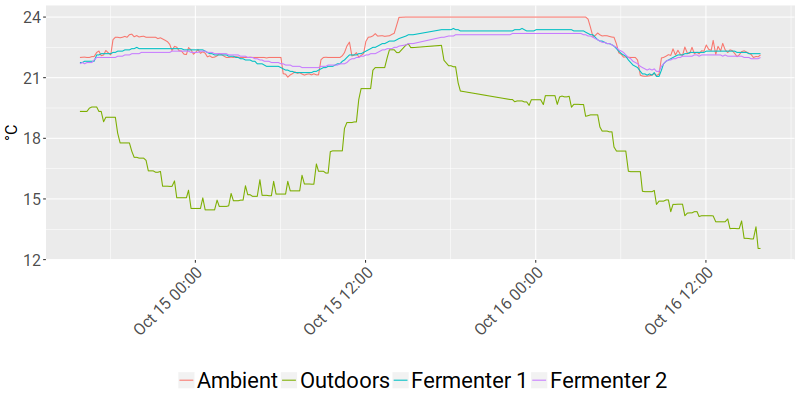 24
21
18
15
12
°C
Oct 15 00:00
Oct 15 12:00
Oct 16 00:00
Oct 16 12:00
Ambient Outdoors Fermenter 1 Fermenter 2